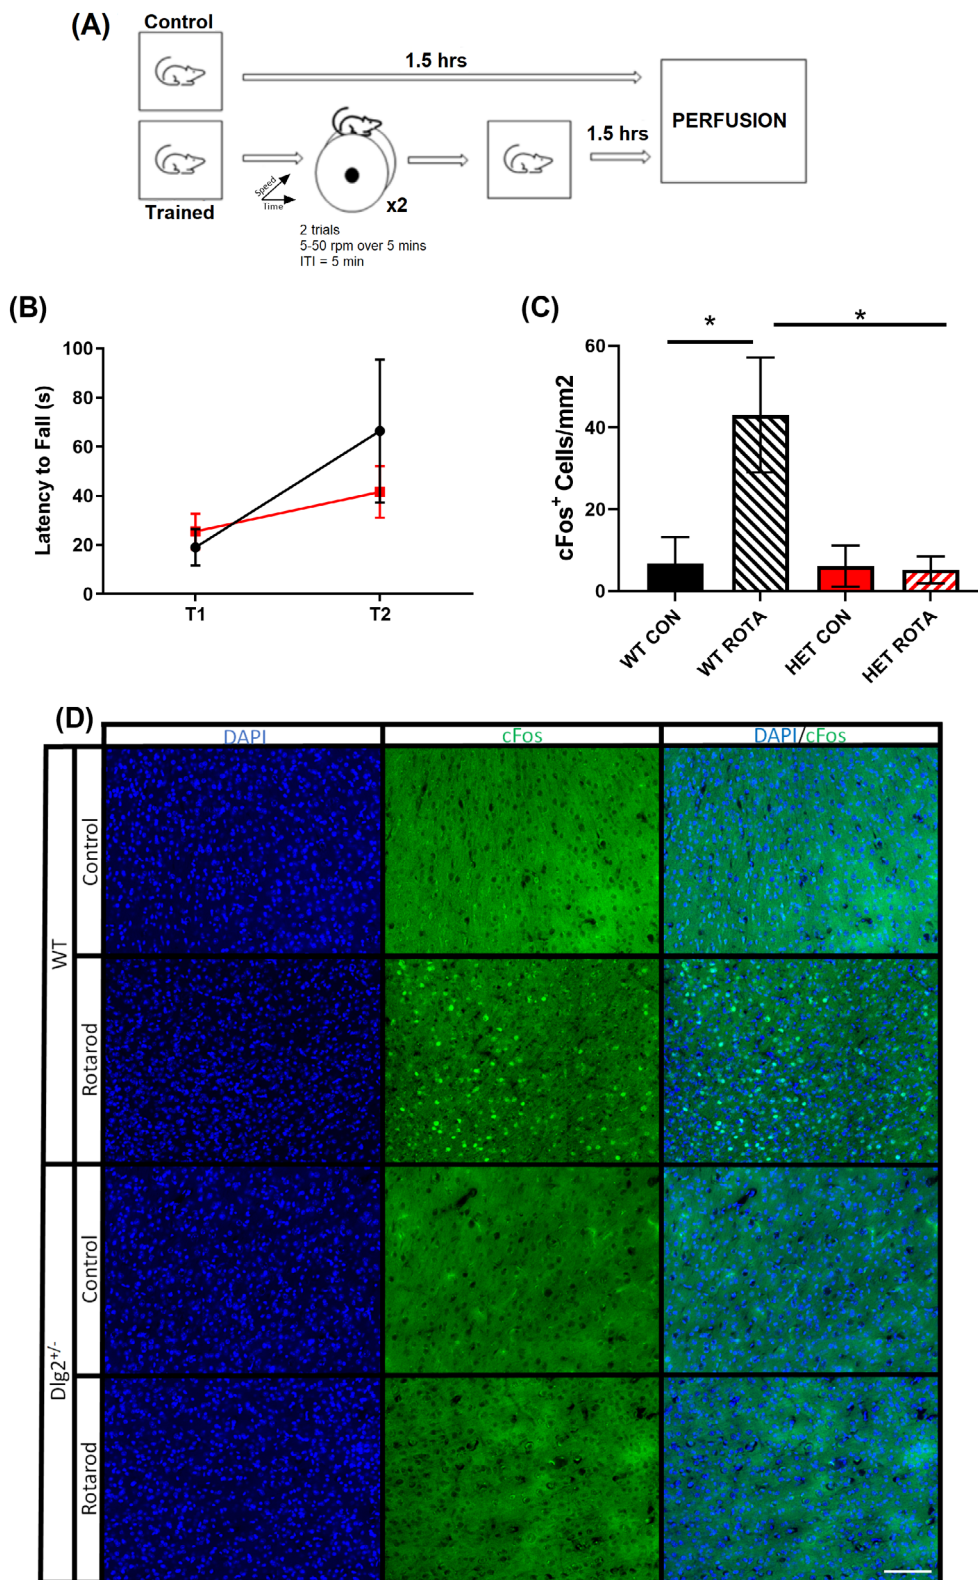 (A)
Control
1.5 hrs
PERFUSION
1.5 hrs
Speed
Time
x2
Trained
2 trials
5-50 rpm over 5 mins
ITI = 5 min
(B)
Latency to Fall (s)
100
80
60
40
20
0
T1
T2
(C)
cFos+ Cells/mm2
*
*
60
40
20
0
WT CON
WT ROTA
HET CON
HET ROTA
(D)
DAPI
cFos
DAPI/cFos
WT
Control
Rotarod
Dlg2+/-
Control
Rotarod